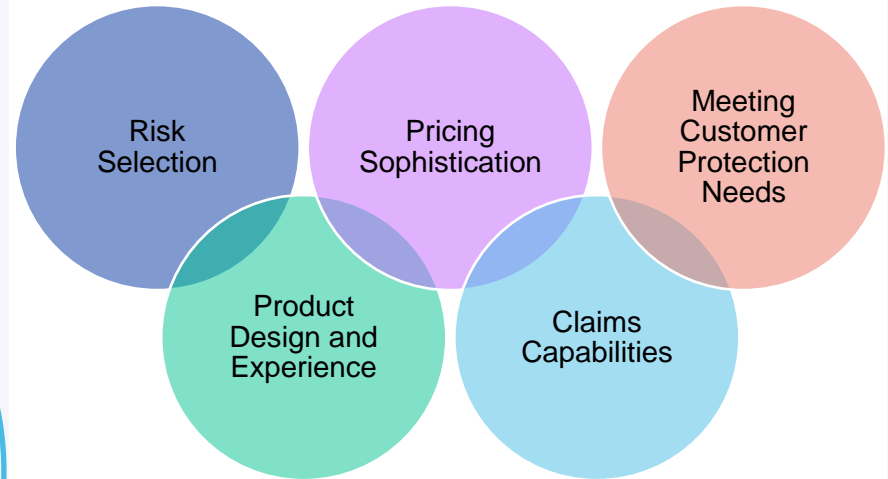 Risk
Selection
Pricing
Sophistication
Meeting
Customer
Protection
Needs
Product
Design and
Experience
Claims
Capabilities